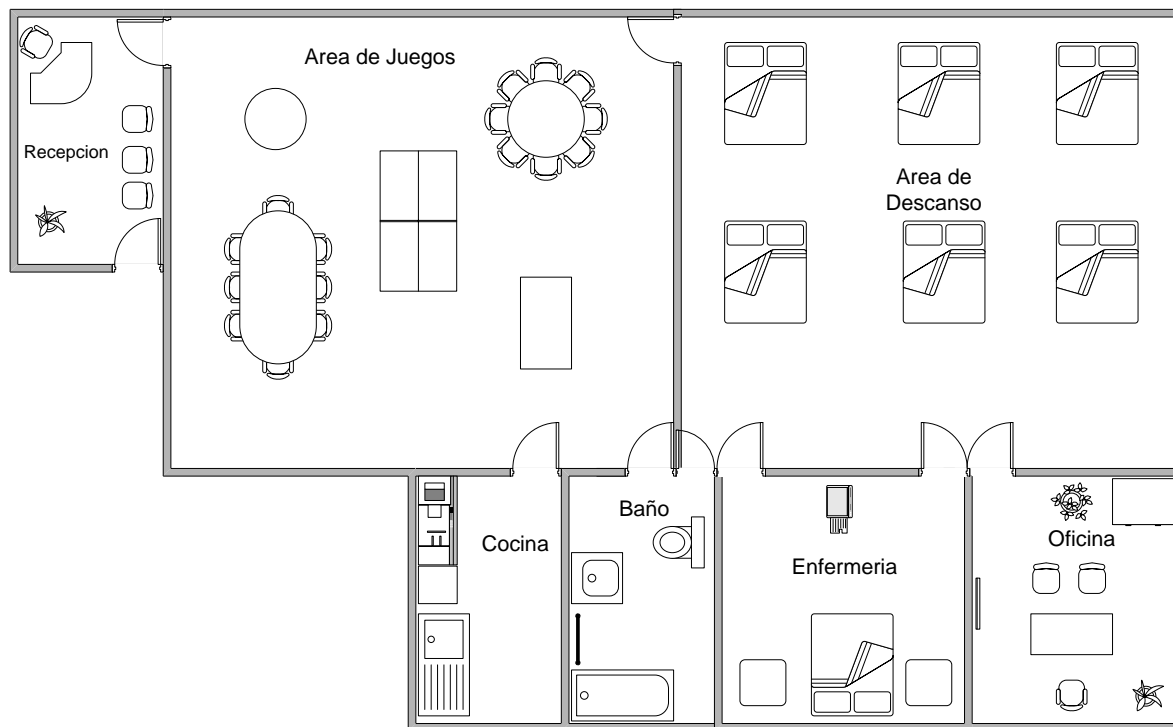 Area de Juegos
Recepcion
Area de
Descanso
Baño
Cocina
Enfermeria
Oficina